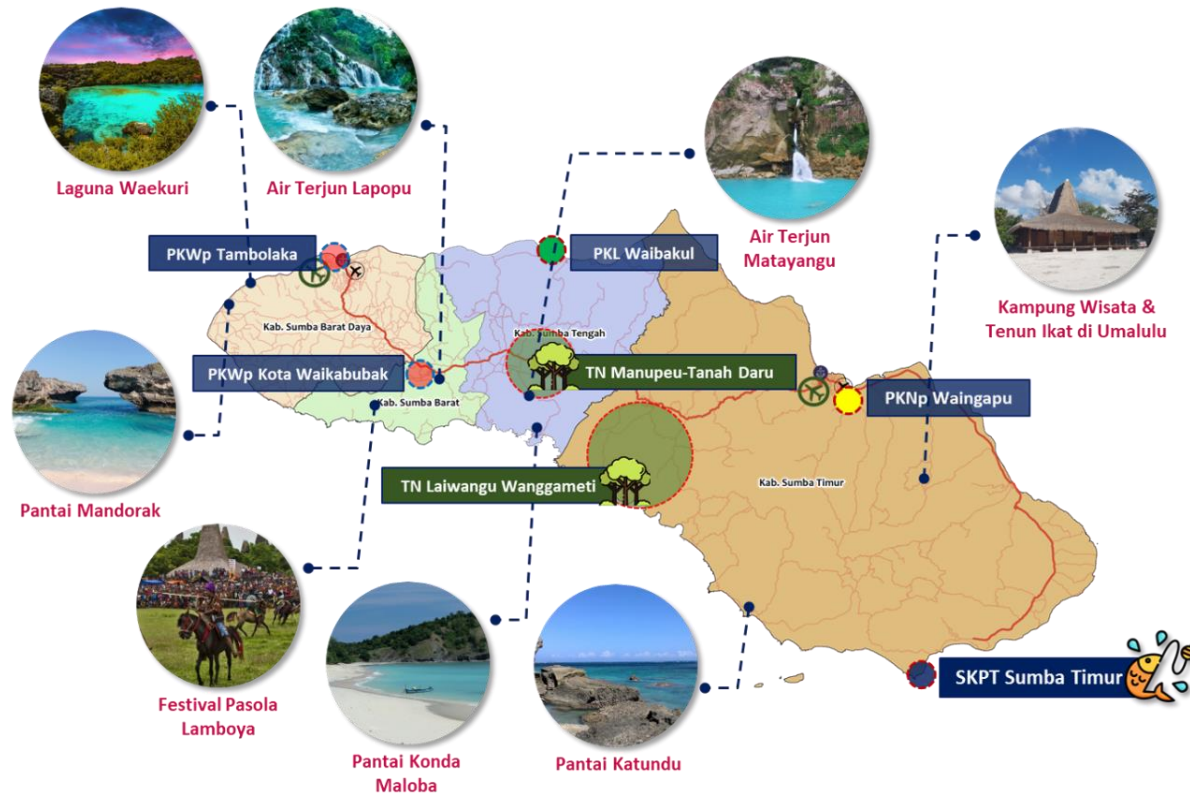 Laguna Waekuri
Air Terjun Lapopu
Air Terjun
Matayangu
Kampung Wisata &
Tenun Ikat di Umalulu
PKWp Tambolaka
PKL Waibakul
Kab. Sumba Barat Daya
Kab. Sumba Tengah
PKWp Kota Waikabubak
TN Manupeu-Tanah Daru
PKNp Waingapu
Kab. Sumba Barat
TN Laiwangu Wanggameti
Kab. Sumba Timur
Pantai Mandorak
SKPT Sumba Timur
Festival Pasola
Lamboya
Pantai Konda
Maloba
Pantai Katundu